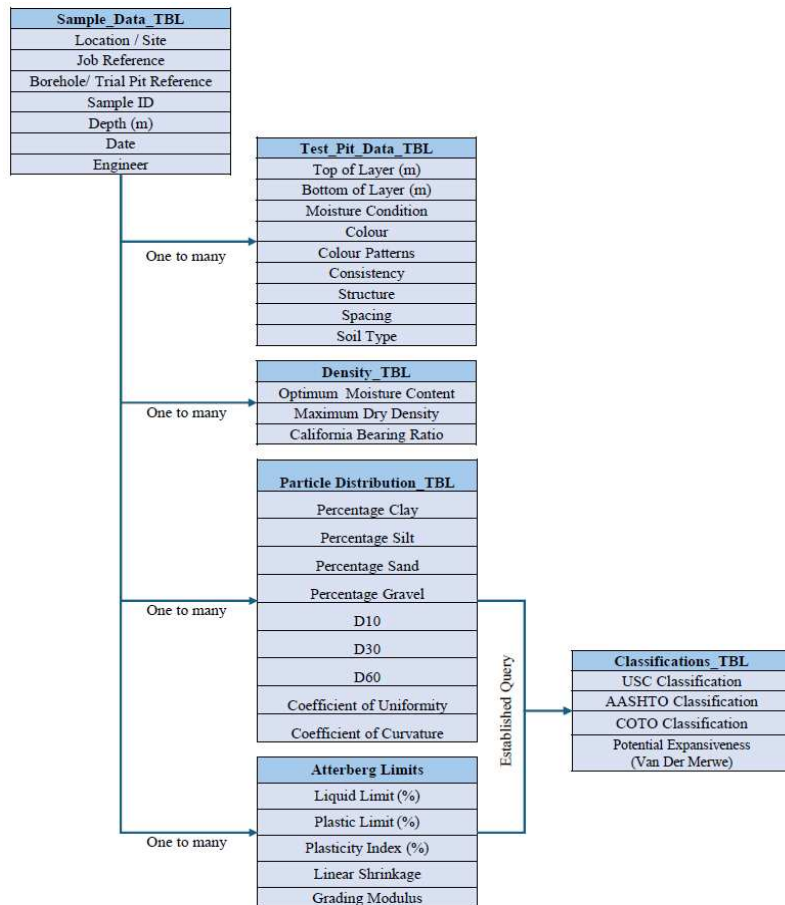 Sample_Data_TBL
Location / Site
Job Reference
Borehole/ Trial Pit Reference
Sample ID
Depth (m)
Date
Engineer
One to many
Test_Pit_Data_TBL
Top of Layer (m)
Bottom of Layer (m)
Moisture Condition
Colour
Colour Patterns
Consistency
Structure
Spacing
Soil Type
One to many
Density_TBL
Optimum Moisture Content
Maximum Dry Density
California Bearing Ratio
One to many
Particle Distribution_TBL
Percentage Clay
Percentage Silt
Percentage Sand
Percentage Gravel
D10
D30
D60
Coefficient of Uniformity
Coefficient of Curvature
One to many
Atterberg Limits
Liquid Limit (%)
Plastic Limit (%)
Plasticity Index (%)
Linear Shrinkage
Grading Modulus
Established Query
Classifications_TBL
USC Classification
AASHTO Classification
COTO Classification
Potential Expansiveness
(Van Der Merwe)